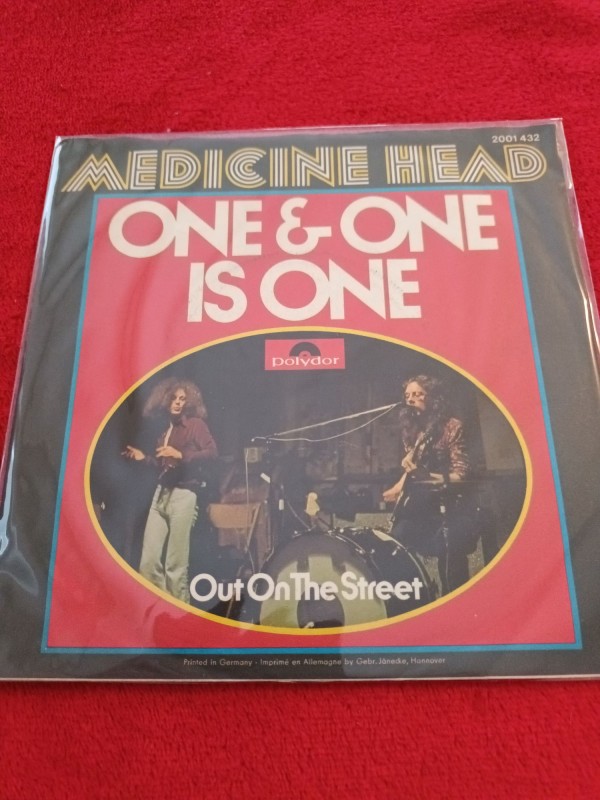 2001 432
MEDICINE HEAD
ONE & ONE
IS ONE
polydor
Out On The Street
Printed in Germany - Imprimé en Allemagne by Gebr. Jänecke, Hannover